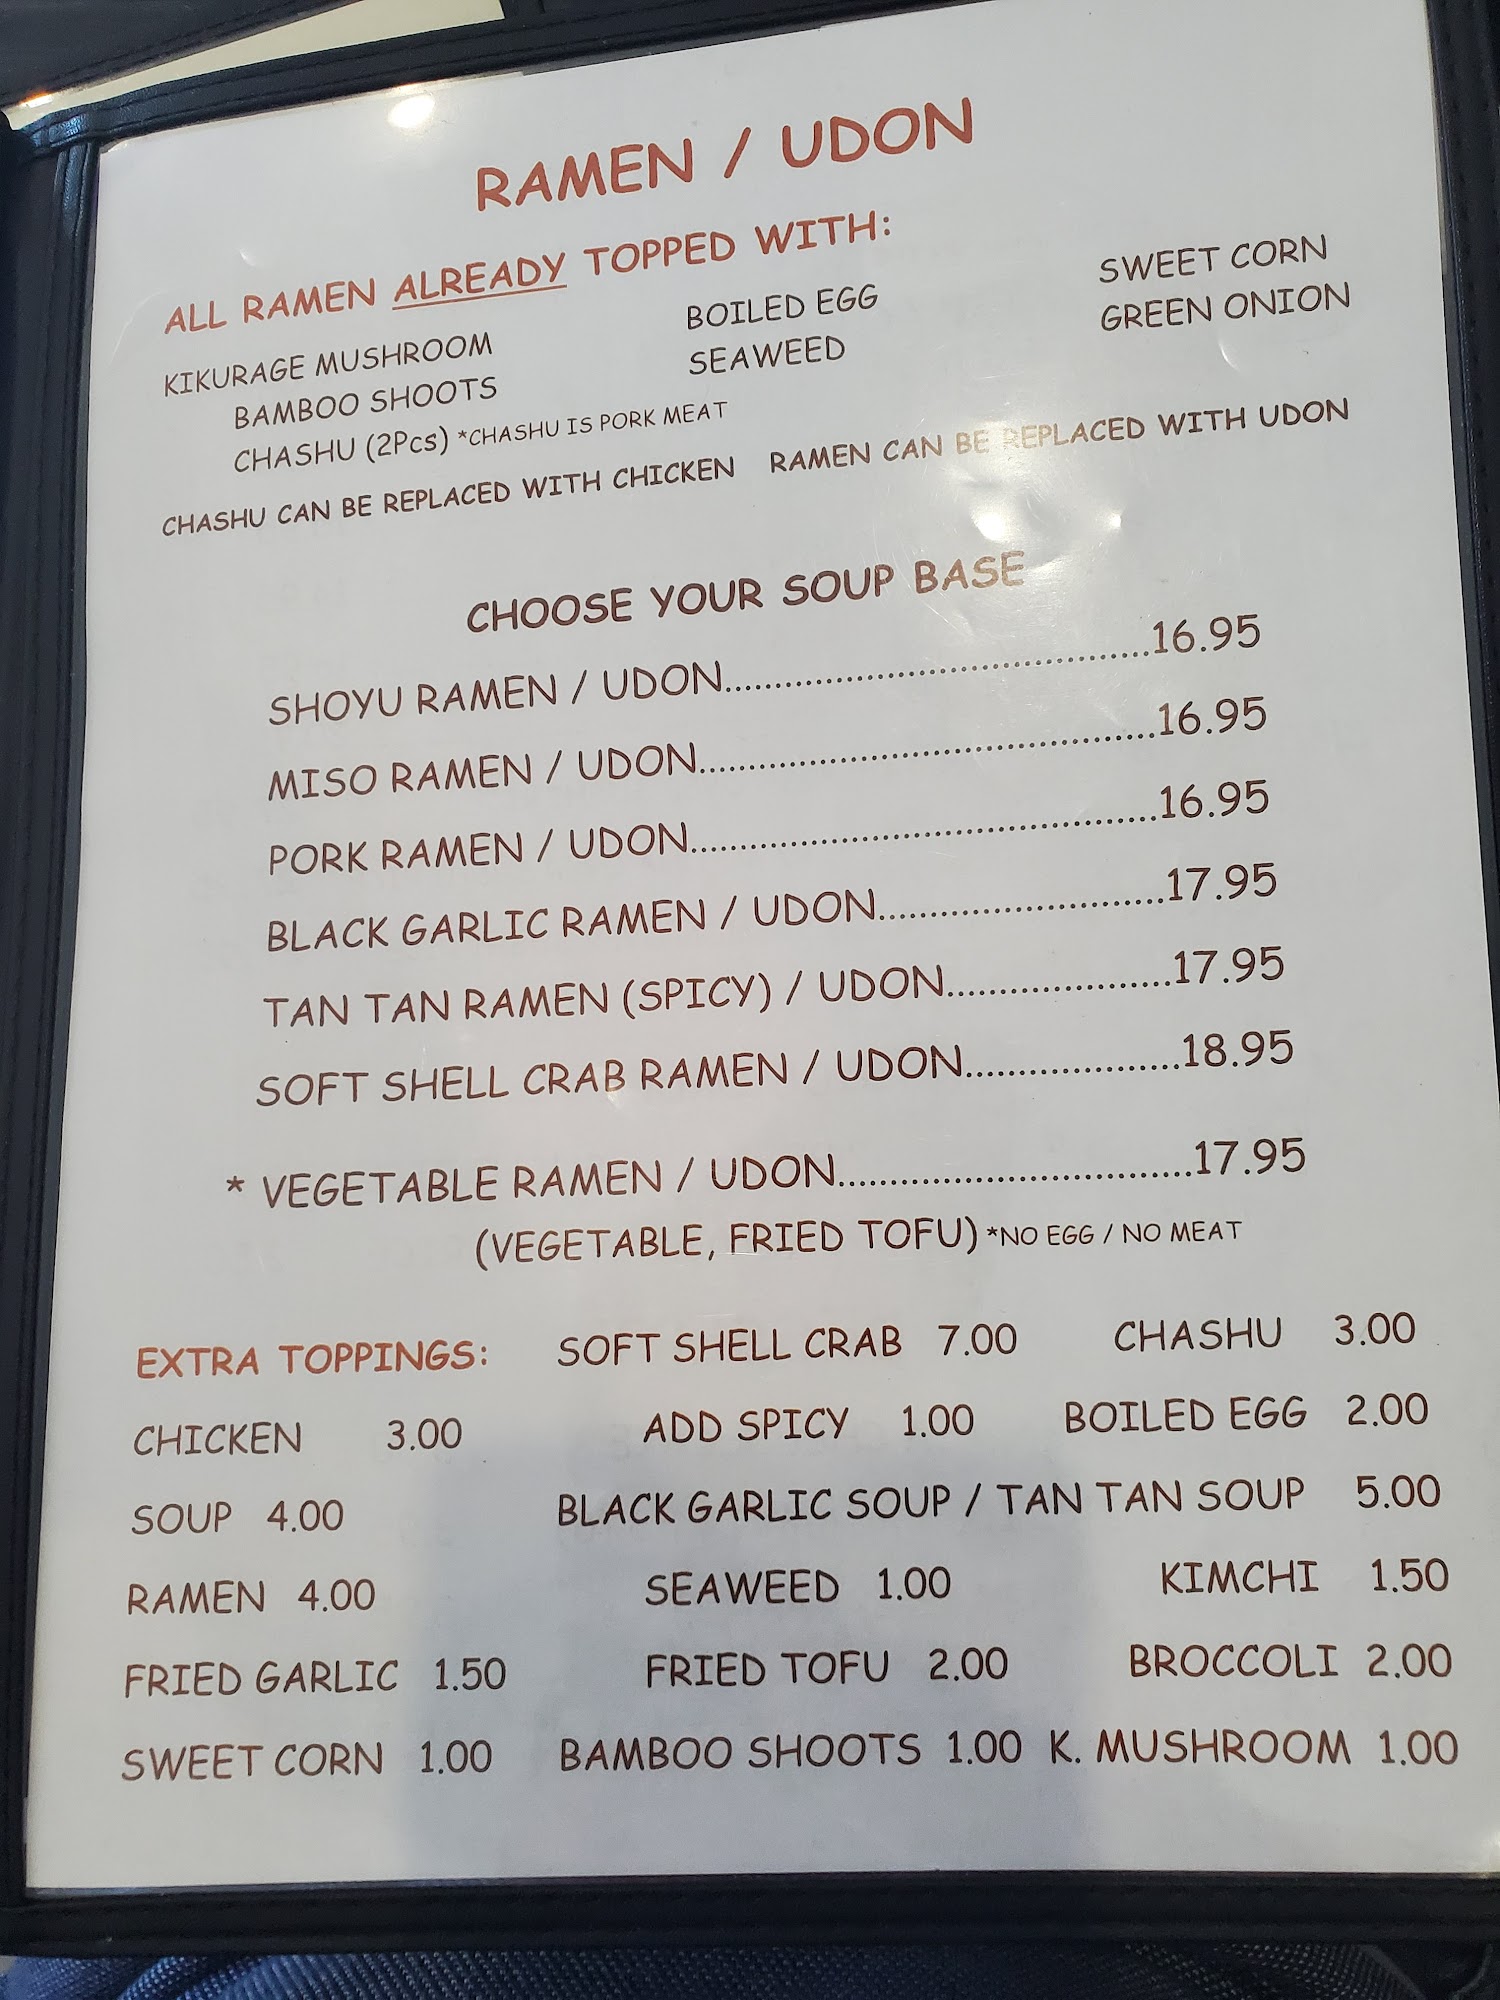 RAMEN / UDON
ALL RAMEN ALREADY TOPPED WITH:
KIKURAGE MUSHROOM BOILED EGG SWEET CORN
BAMBOO SHOOTS SEAWEED GREEN ONION
CHASHU (2Pcs) *CHASHU IS PORK MEAT
CHASHU CAN BE REPLACED WITH CHICKEN RAMEN CAN BE REPLACED WITH UDON
CHOOSE YOUR SOUP BASE
SHOYU RAMEN / UDON..........................................16.95
MISO RAMEN / UDON.............................................16.95
PORK RAMEN / UDON..............................................16.95
BLACK GARLIC RAMEN / UDON............................17.95
TAN TAN RAMEN (SPICY) / UDON......................17.95
SOFT SHELL CRAB RAMEN / UDON.....................18.95
* VEGETABLE RAMEN / UDON...................................17.95
(VEGETABLE, FRIED TOFU) *NO EGG / NO MEAT
EXTRA TOPPINGS: SOFT SHELL CRAB 7.00 CHASHU 3.00
CHICKEN 3.00 ADD SPICY 1.00 BOILED EGG 2.00
SOUP 4.00 BLACK GARLIC SOUP / TAN TAN SOUP 5.00
RAMEN 4.00 SEAWEED 1.00 KIMCHI 1.50
FRIED GARLIC 1.50 FRIED TOFU 2.00 BROCCOLI 2.00
SWEET CORN 1.00 BAMBOO SHOOTS 1.00 K. MUSHROOM 1.00